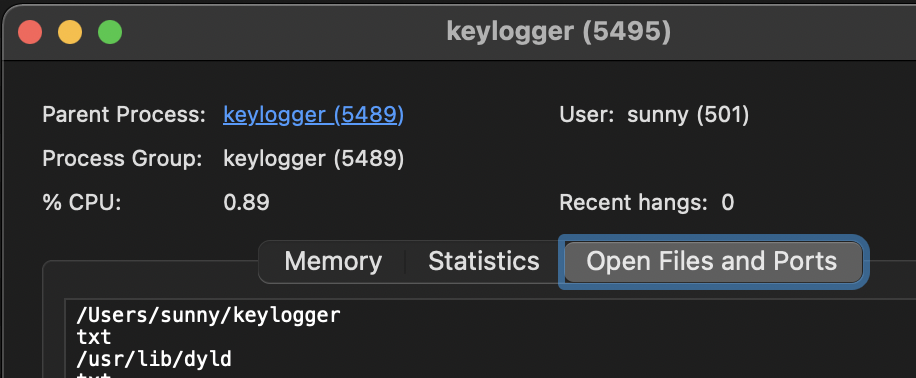 keylogger (5495)
Parent Process: keylogger (5489)
User: sunny (501)
Process Group: keylogger (5489)
% CPU: 0.89
Recent hangs: 0
Memory
Statistics
Open Files and Ports
/Users/sunny/keylogger
txt
/usr/lib/dyld
txt